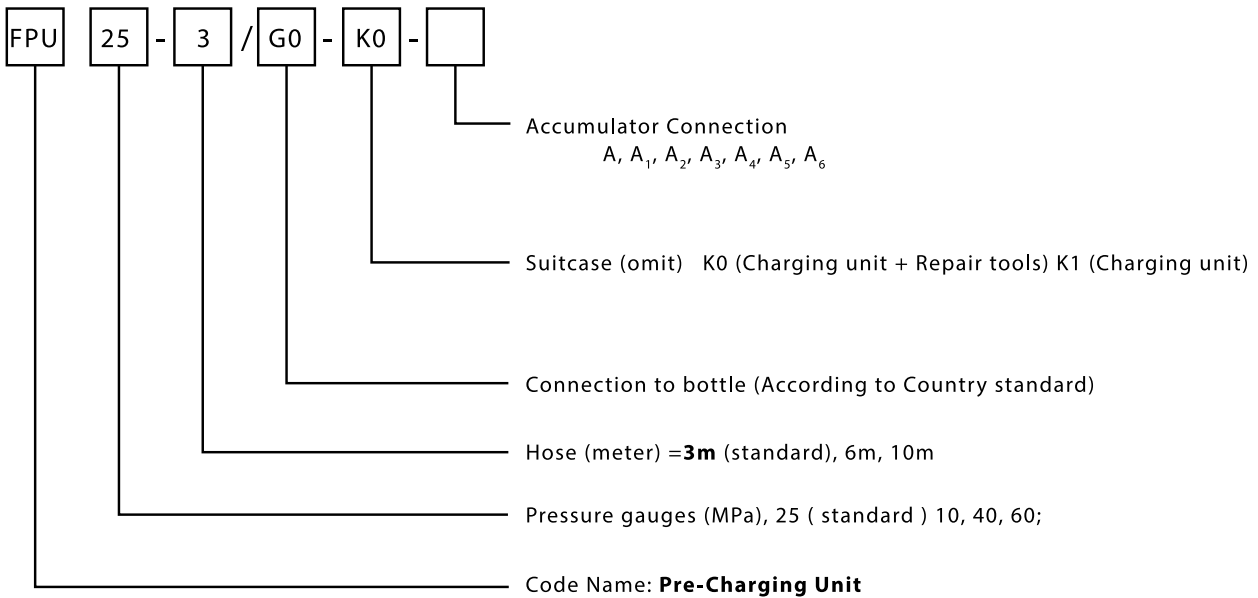 FPU 25 - 3 / G0 - K0 -
Accumulator Connection
A, A₁, A₂, A₃, A₄, A₅, A₆
Suitcase (omit) K0 (Charging unit + Repair tools) K1 (Charging unit)
Connection to bottle (According to Country standard)
Hose (meter) =3m (standard), 6m, 10m
Pressure gauges (MPa), 25 ( standard ) 10, 40, 60;
Code Name: Pre-Charging Unit